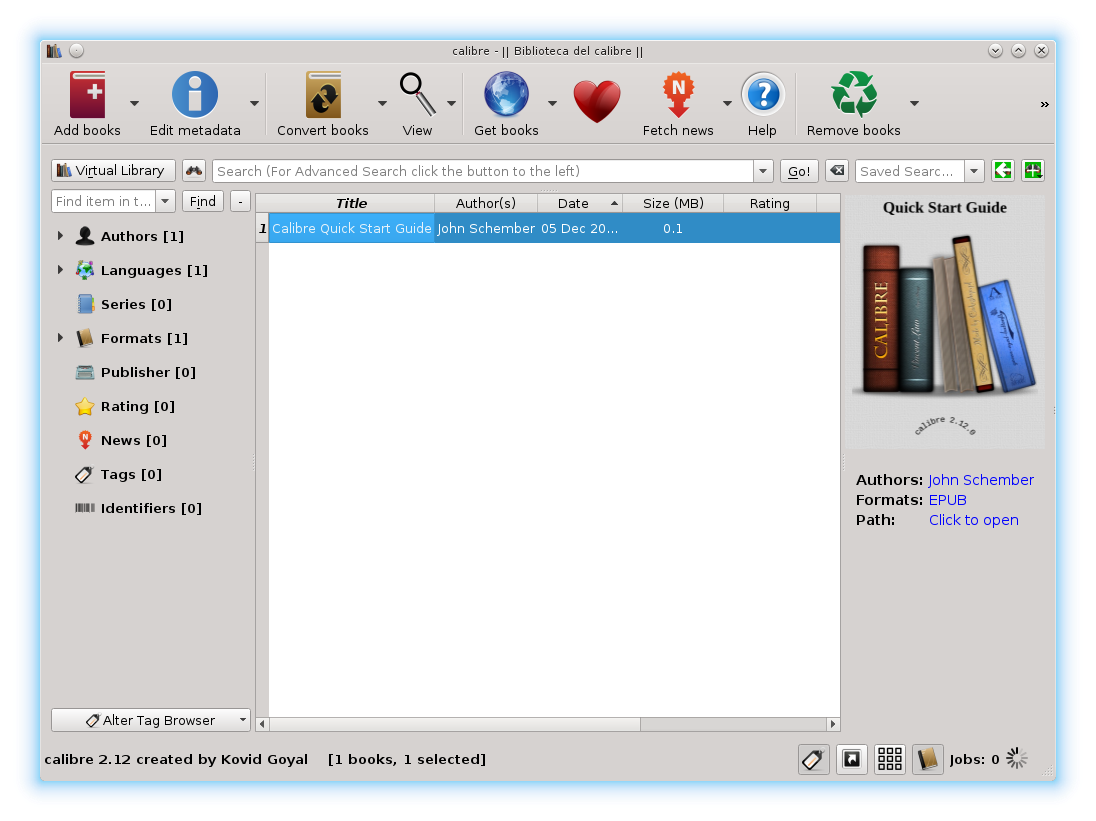 calibre - || Biblioteca del calibre ||
Add books
Edit metadata
Convert books
View
Get books
N
Fetch news
?
Help
Remove books
»
Virtual Library
Search (For Advanced Search click the button to the left)
Go!
Saved Searc...
Find item in t...
Find
-
Title
Author(s)
Date
Size (MB)
Rating
1
Calibre Quick Start Guide
John Schember
05 Dec 20...
0.1
Authors [1]
Languages [1]
Series [0]
Formats [1]
Publisher [0]
Rating [0]
N
News [0]
Tags [0]
Identifiers [0]
Alter Tag Browser
Quick Start Guide
CALIBRE
calibre 2.12.0
Authors: John Schember
Formats: EPUB
Path: Click to open
calibre 2.12 created by Kovid Goyal [1 books, 1 selected]
Jobs: 0